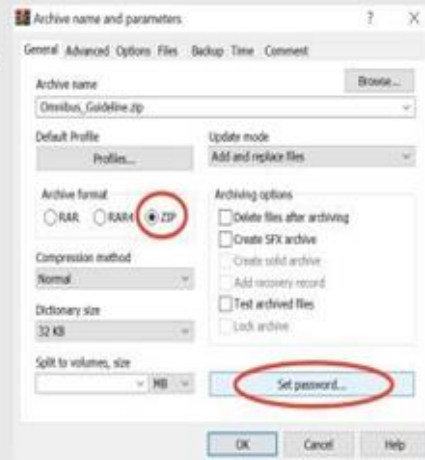 Archive name and parameters ? X
General Advanced Options Files Backup Time Comment
Archive name
Browse...
Omnibus_Guideline.zip
Default Profile
Profiles...
Update mode
Add and replace files
Archive format
RAR RAR4 ZIP
Compression method
Normal
Dictionary size
32 KB
Split to volumes, size
MB
Archiving options
Delete files after archiving
Create SFX archive
Create solid archive
Add recovery record
Test archived files
Lock archive
Set password...
OK Cancel Help